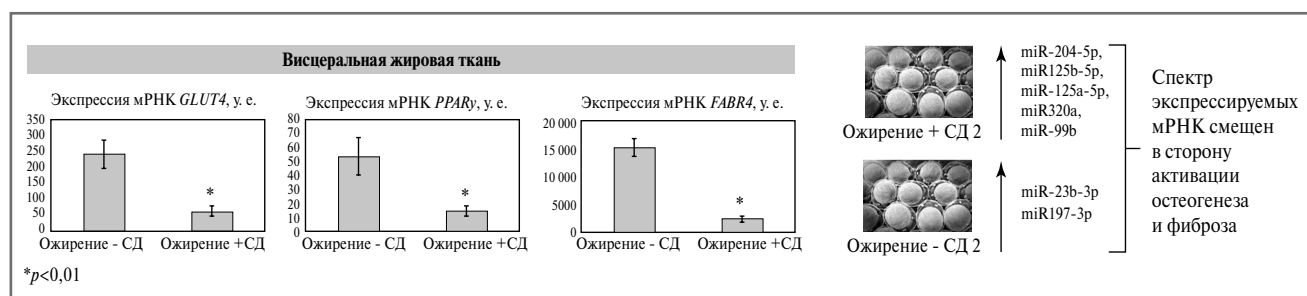 Висцеральная жировая ткань
Экспрессия мРНК GLUT4, у. е.
350
300
250
200
150
100
50
0
Ожирение - СД
*
Ожирение +СД
Экспрессия мРНК PPARγ, у. е.
80
70
60
50
40
30
20
10
0
Ожирение - СД
*
Ожирение +СД
Экспрессия мРНК FABR4, у. е.
20 000
15 000
10 000
5000
0
Ожирение - СД
*
Ожирение +СД
*p<0,01
Ожирение + СД 2
miR-204-5p,
miR125b-5p,
miR-125a-5p,
miR320a,
miR-99b
Ожирение - СД 2
miR-23b-3p
miR197-3p
Спектр
экспрессируемых
мРНК смещен
в сторону
активации
остеогенеза
и фиброза